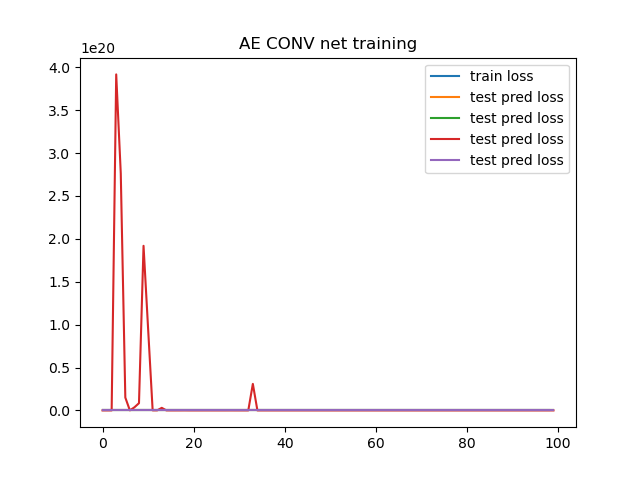 AE CONV net training
1e20
4.0
3.5
3.0
2.5
2.0
1.5
1.0
0.5
0.0
0 20 40 60 80 100
train loss
test pred loss
test pred loss
test pred loss
test pred loss